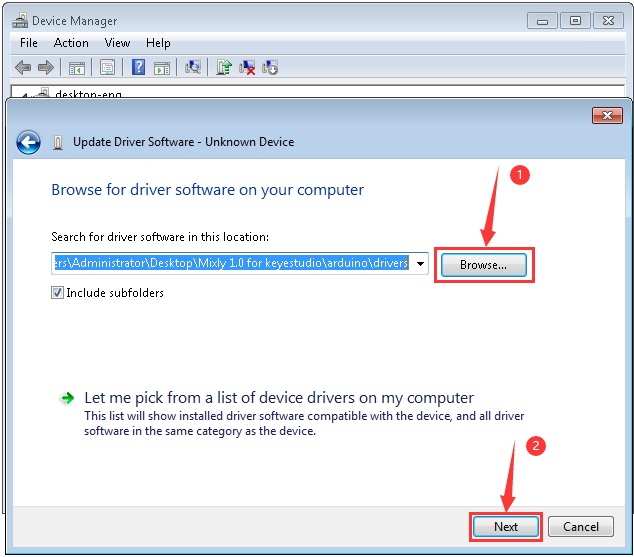 Device Manager
File Action View Help
desktop-eng
Update Driver Software - Unknown Device
1
Browse for driver software on your computer
Search for driver software in this location:
ers\Administrator\Desktop\Mixly 1.0 for keyestudio\arduino\drivers
Browse...
Include subfolders
Let me pick from a list of device drivers on my computer
This list will show installed driver software compatible with the device, and all driver
software in the same category as the device.
2
Next Cancel